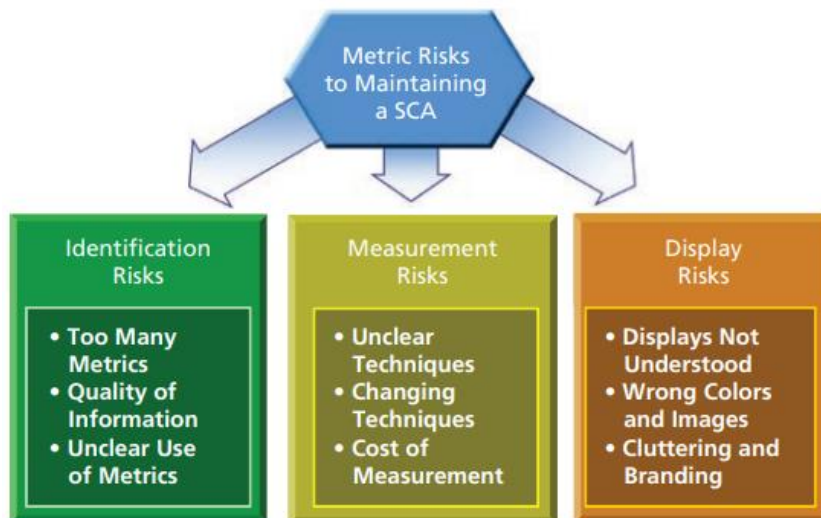 Metric Risks
to Maintaining
a SCA
Identification
Risks
• Too Many
Metrics
• Quality of
Information
• Unclear Use
of Metrics
Measurement
Risks
• Unclear
Techniques
• Changing
Techniques
• Cost of
Measurement
Display
Risks
• Displays Not
Understood
• Wrong Colors
and Images
• Cluttering and
Branding